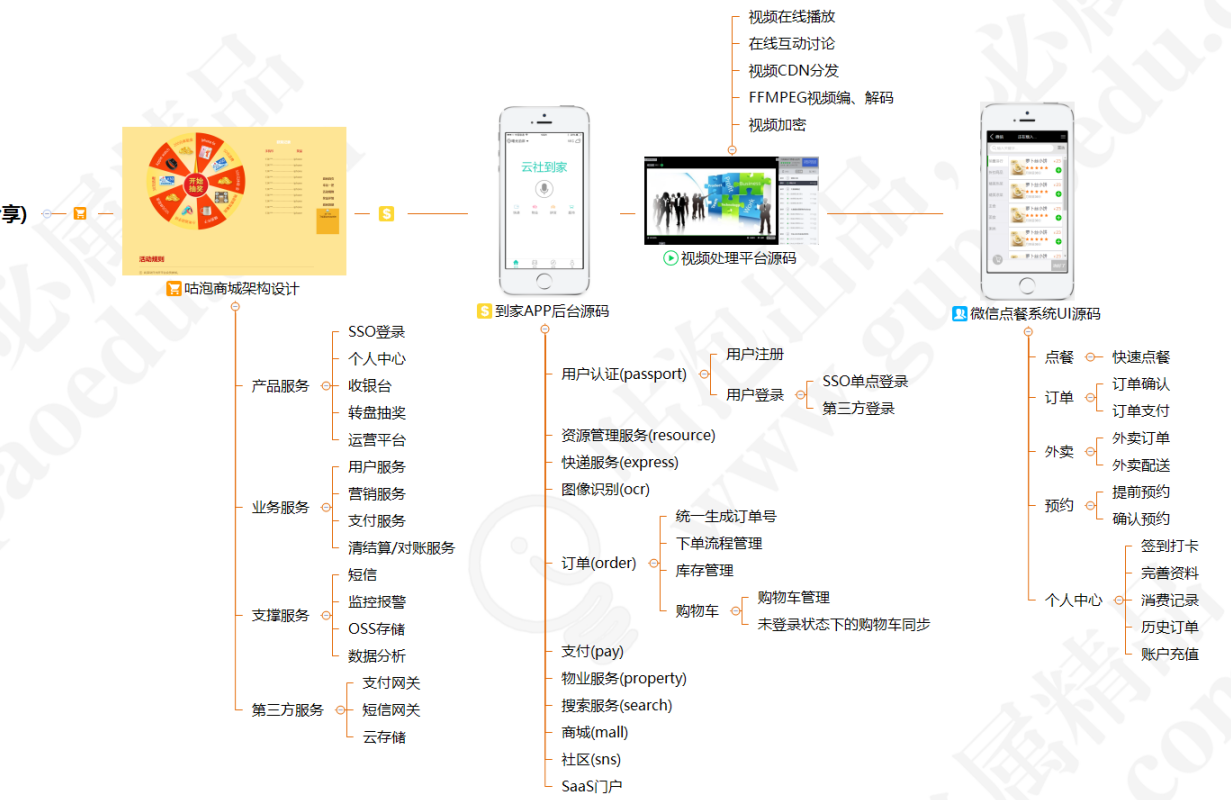 享)
开始
抽奖
活动规则
咕泡商城架构设计
产品服务
SSO登录
个人中心
收银台
转盘抽奖
运营平台
业务服务
用户服务
营销服务
支付服务
清结算/对账服务
支撑服务
短信
监控报警
OSS存储
数据分析
第三方服务
支付网关
短信网关
云存储
云社到家
到家APP后台源码
用户认证(passport)
用户注册
用户登录
SSO单点登录
第三方登录
资源管理服务(resource)
快递服务(express)
图像识别(ocr)
订单(order)
统一生成订单号
下单流程管理
库存管理
购物车
购物车管理
未登录状态下的购物车同步
支付(pay)
物业服务(property)
搜索服务(search)
商城(mall)
社区(sns)
SaaS门户
视频在线播放
在线互动讨论
视频CDN分发
FFMPEG视频编、解码
视频加密
视频处理平台源码
微信点餐系统UI源码
点餐
快速点餐
订单
订单确认
订单支付
外卖
外卖订单
外卖配送
预约
提前预约
确认预约
个人中心
签到打卡
完善资料
消费记录
历史订单
账户充值